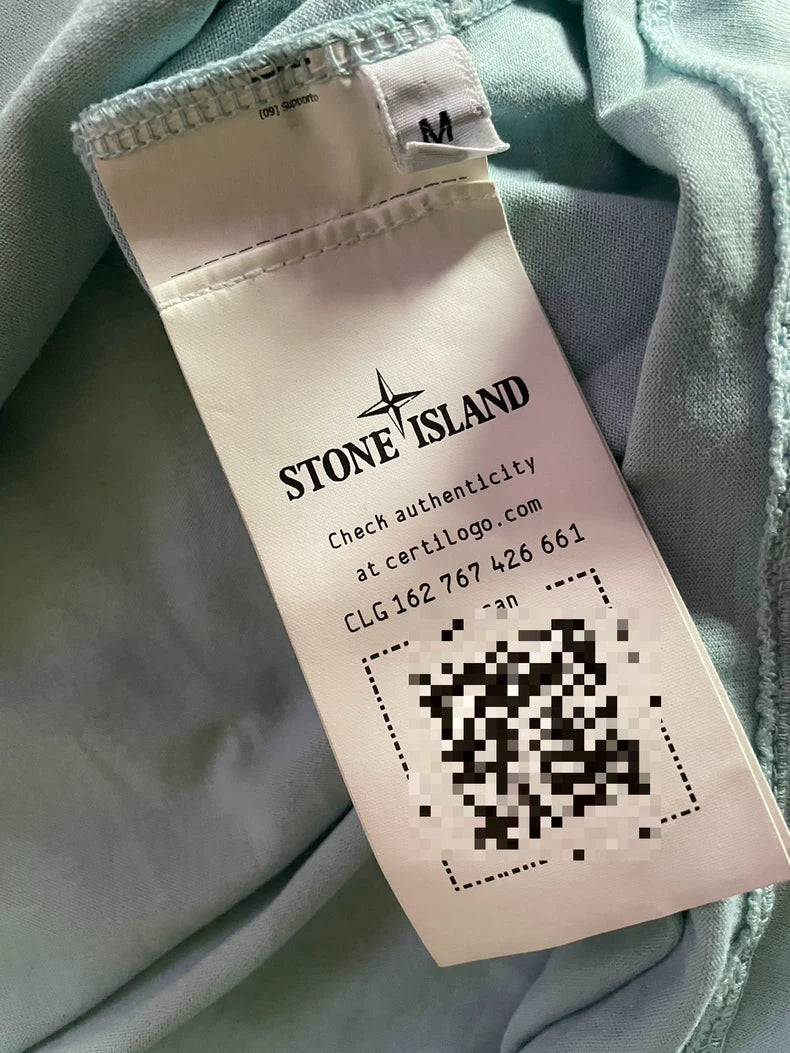 [09] Supporto
M
STONE ISLAND
Check authenticity
at certilogo.com
CLG 162 767 426 661